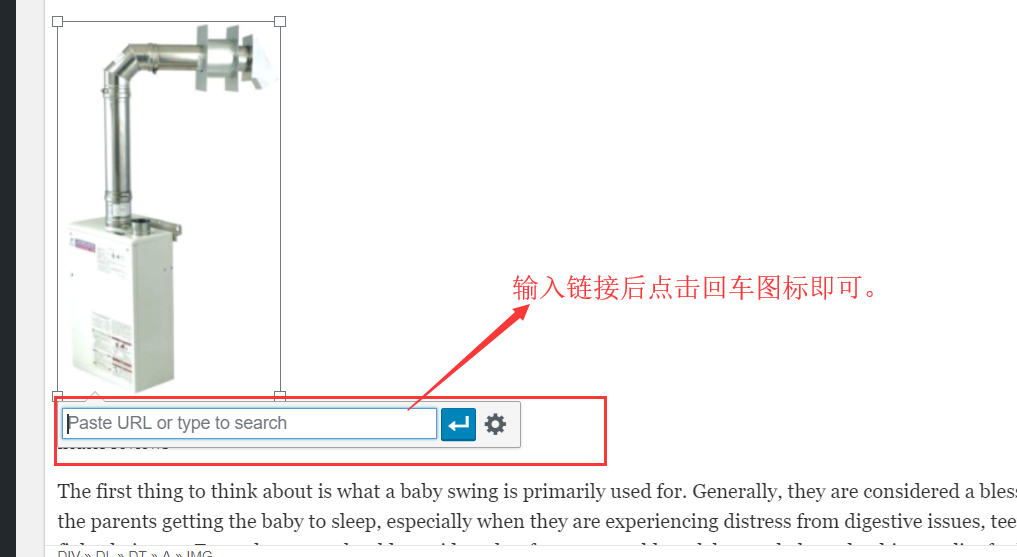 输入链接后点击回车图标即可。
Paste URL or type to search
The first thing to think about is what a baby swing is primarily used for. Generally, they are considered a bles
the parents getting the baby to sleep, especially when they are experiencing distress from digestive issues, tee
DIV » DL » DT » A » IMG